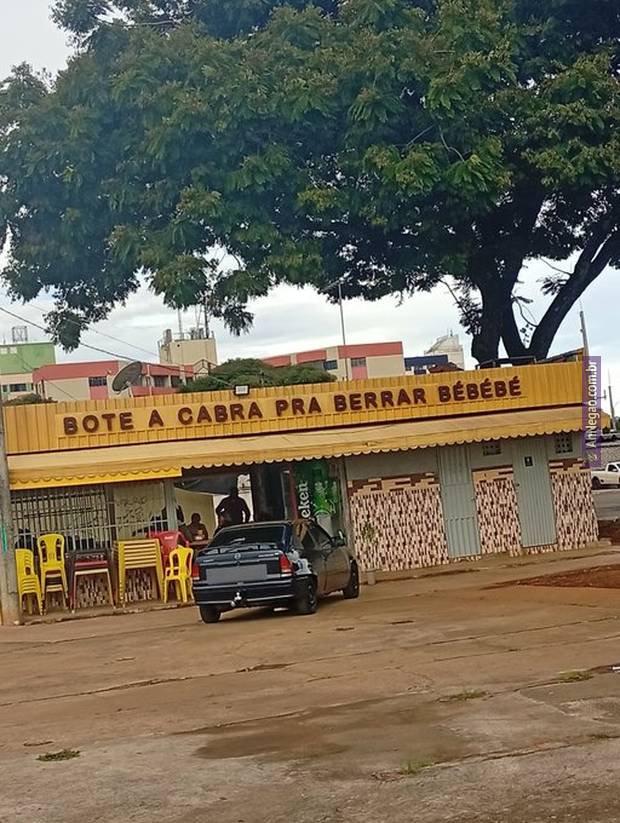 BOTE A CABRA PRA BERRAR BÉBÉBÉ
eken
AhNegao.com.br